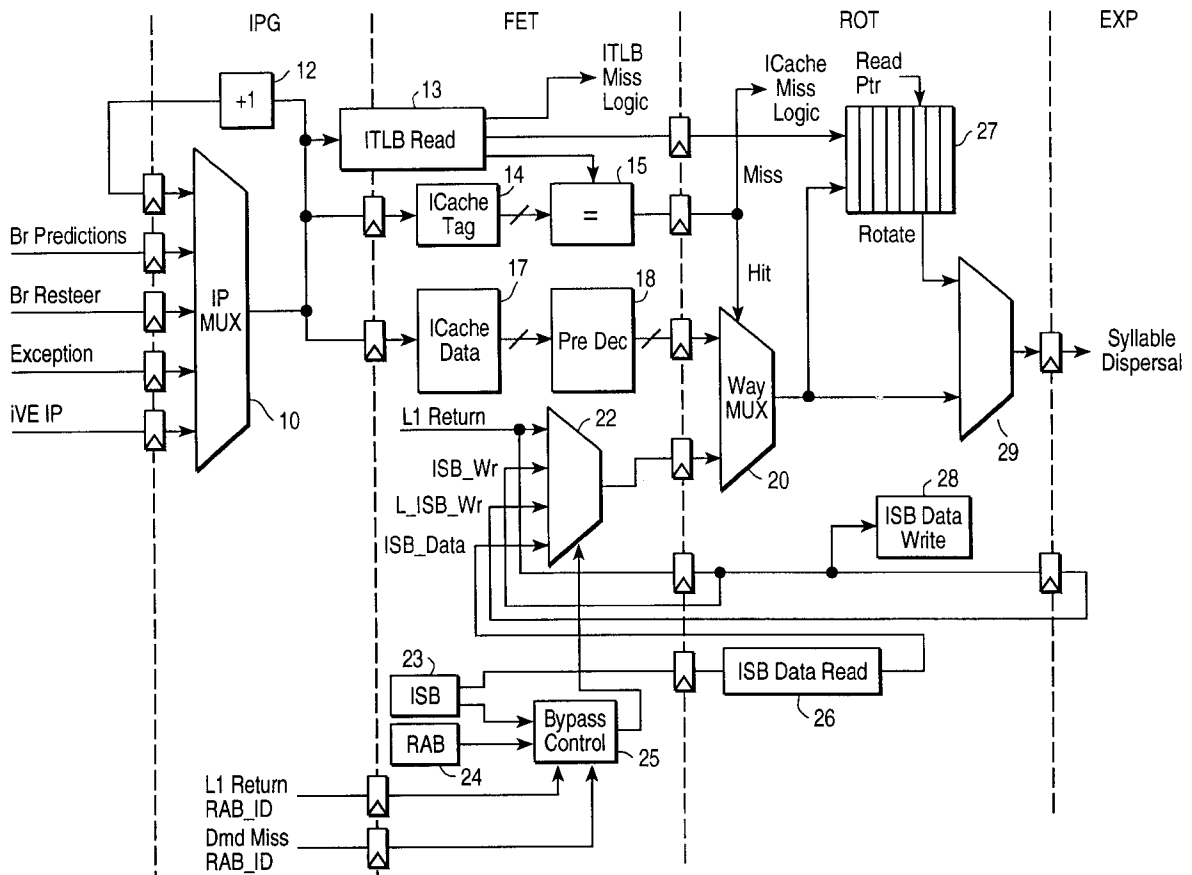 IPG
FET
ROT
EXP
12
+1
13
ITLB Read
ITLB
Miss
Logic
ICache
Miss
Logic
Read
Ptr
27
14
ICache
Tag
15
=
Miss
Rotate
Br Predictions
Br Resteer
Exception
iVE IP
IP
MUX
10
17
ICache
Data
18
Pre Dec
Hit
Way
MUX
20
29
Syllable
Dispersal
L1 Return
ISB_Wr
L_ISB_Wr
ISB_Data
22
28
ISB Data
Write
23
ISB
RAB
24
Bypass
Control
25
ISB Data Read
26
L1 Return
RAB_ID
Dmd Miss
RAB_ID